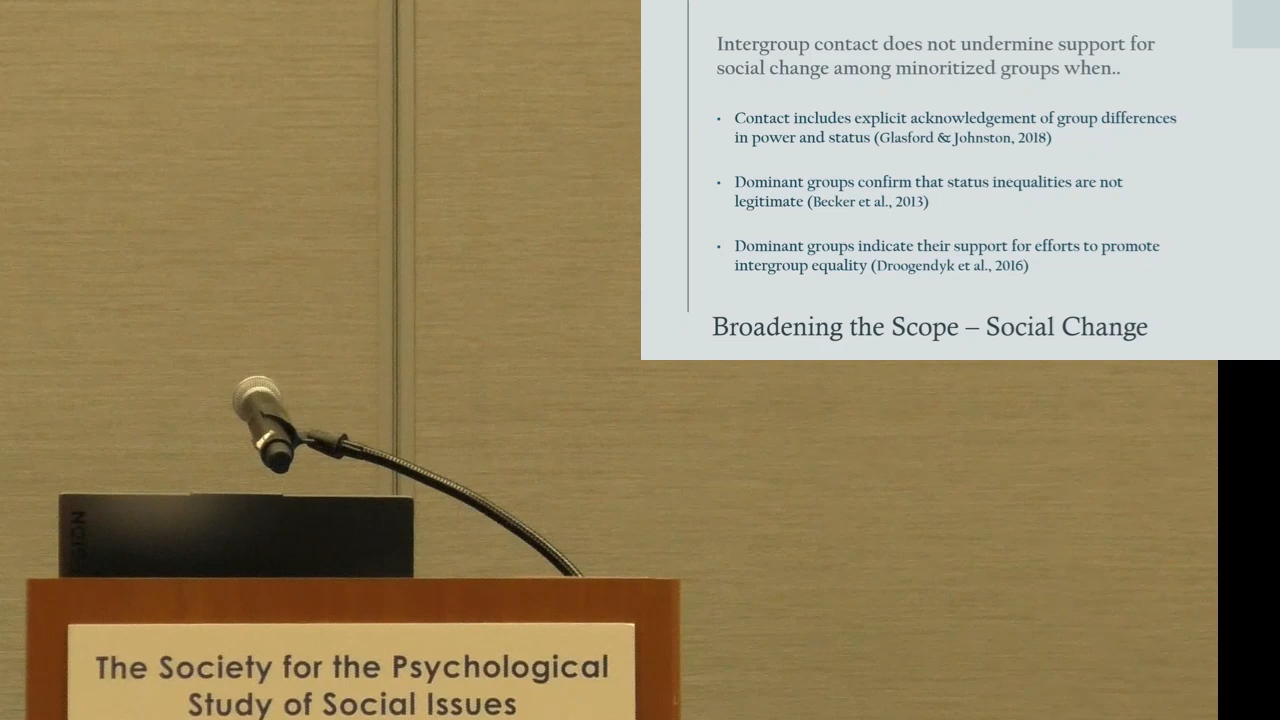 Intergroup contact does not undermine support for
social change among minoritized groups when..
• Contact includes explicit acknowledgement of group differences
in power and status (Glasford & Johnston, 2018)
• Dominant groups confirm that status inequalities are not
legitimate (Becker et al., 2013)
• Dominant groups indicate their support for efforts to promote
intergroup equality (Droogendyk et al., 2016)
Broadening the Scope – Social Change
The Society for the Psychological
Study of Social Issues